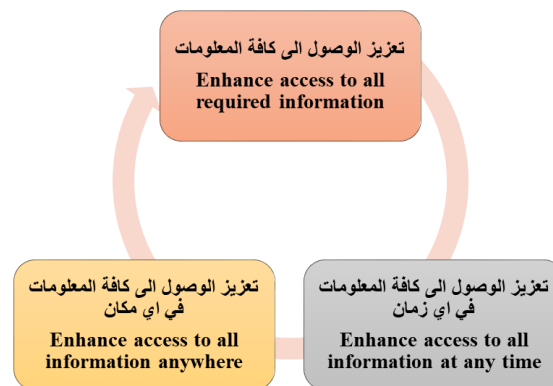 تعزيز الوصول الى كافة المعلومات
Enhance access to all
required information
تعزيز الوصول الى كافة المعلومات
في اي زمان
Enhance access to all
information at any time
تعزيز الوصول الى كافة المعلومات
في اي مكان
Enhance access to all
information anywhere